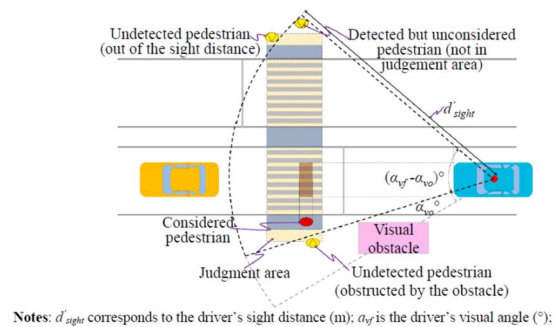 Undetected pedestrian
(out of the sight distance)
Detected but unconsidered
pedestrian (not in
judgement area)
d'sight
(αvf -αvo)°
αvo°
Considered
pedestrian
Visual
obstacle
Judgment area
Undetected pedestrian
(obstructed by the obstacle)
Notes: d'sight corresponds to the driver's sight distance (m); avf is the driver's visual angle (°);